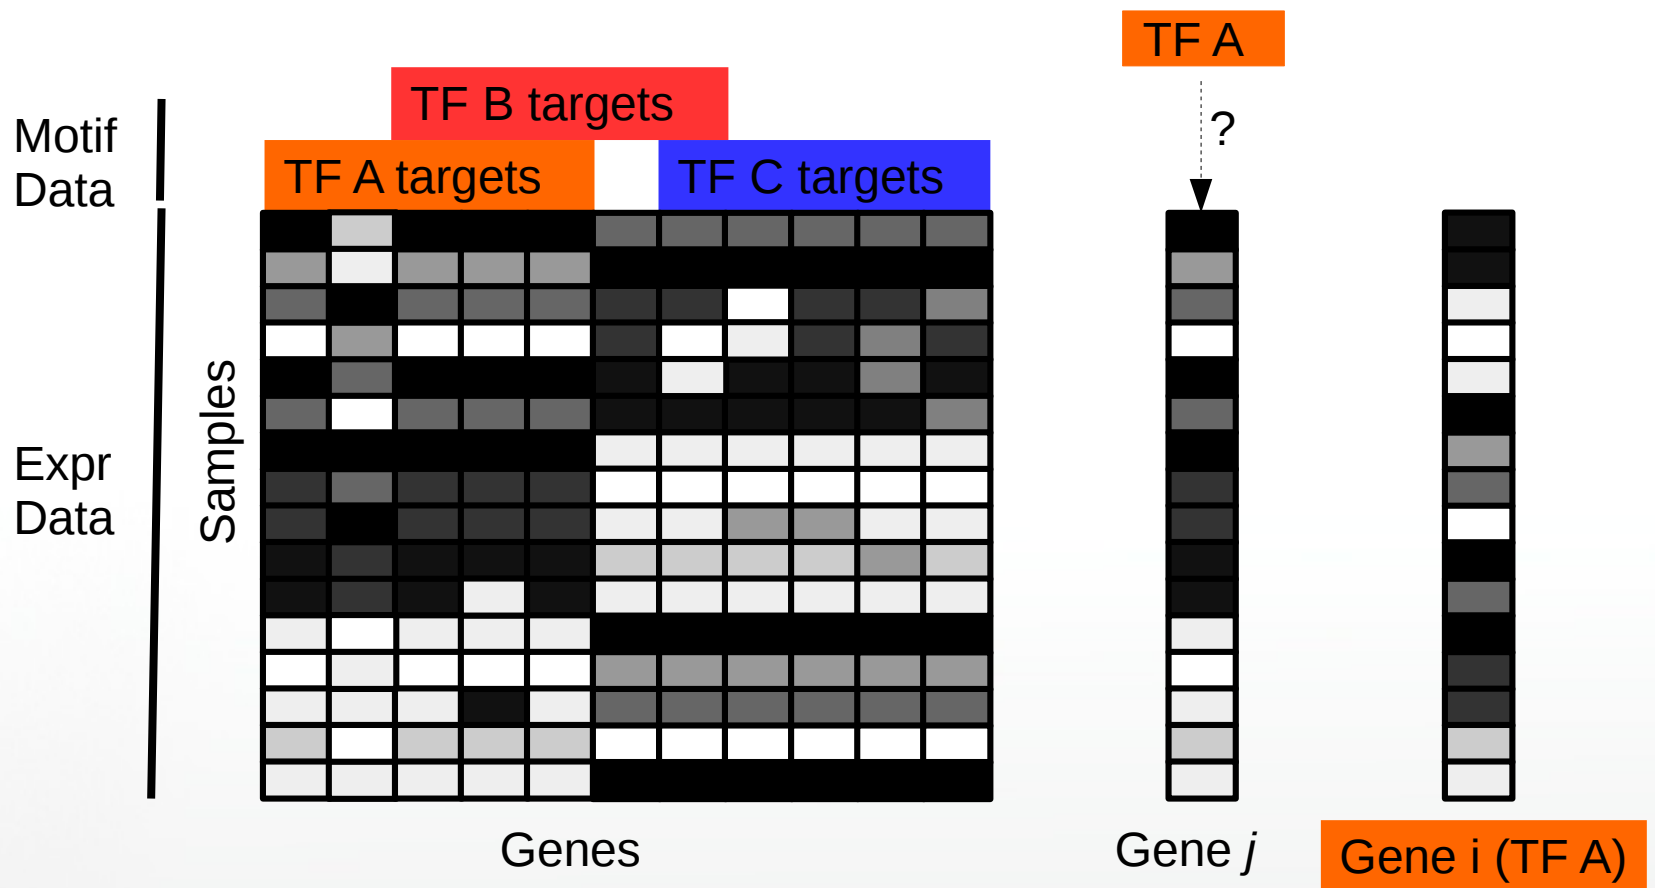 TF A
TF B targets
?
Motif
Data
TF A targets
TF C targets
Samples
Expr
Data
Genes
Gene j
Gene i (TF A)